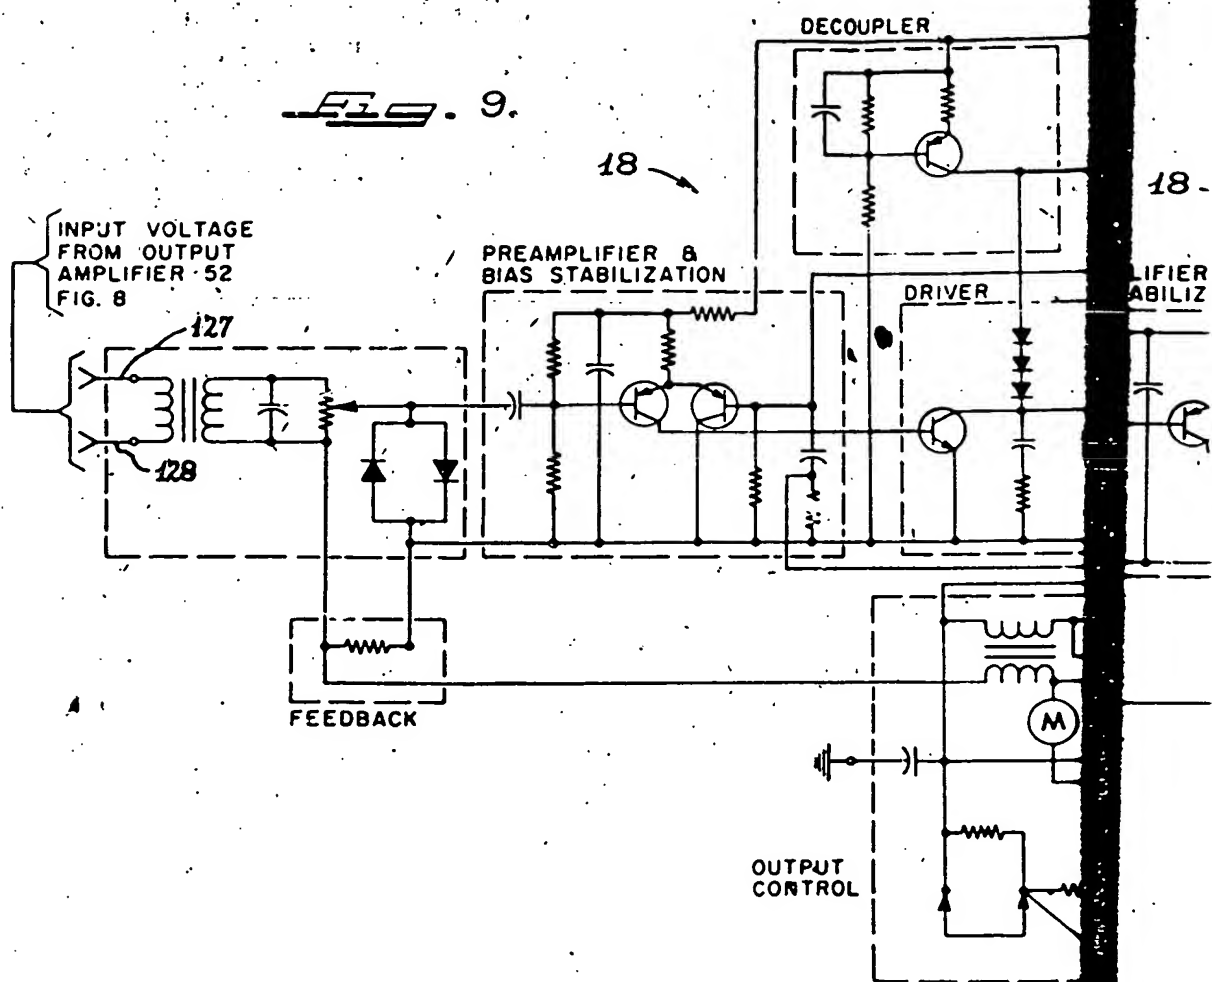 DECOUPLER
Fig. 9.
18
18
INPUT VOLTAGE
FROM OUTPUT
AMPLIFIER 52
FIG. 8
PREAMPLIFIER &
BIAS STABILIZATION
LIFIER
ABILIZ
DRIVER
127
128
FEEDBACK
M
OUTPUT
CONTROL